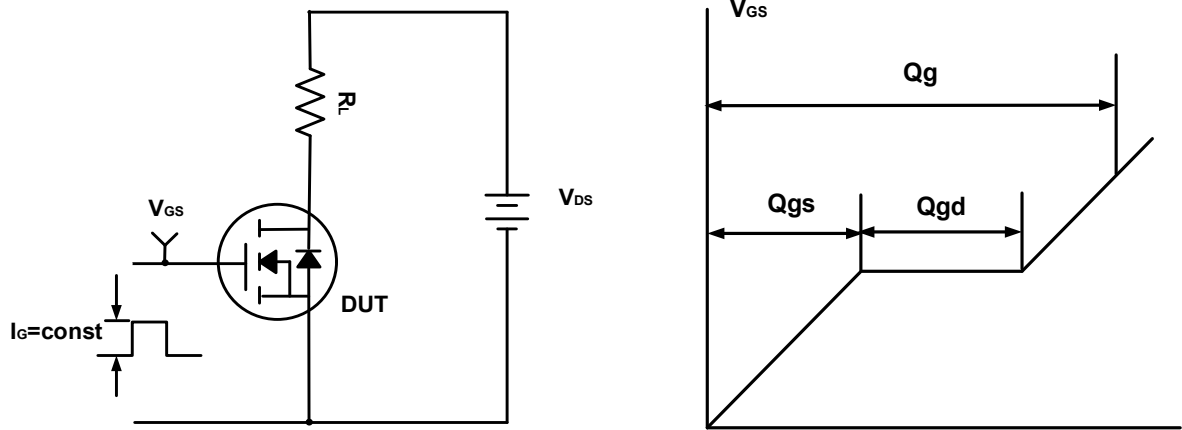 RL
VGS
VDS
DUT
IG=const
VGS
Qg
Qgs
Qgd